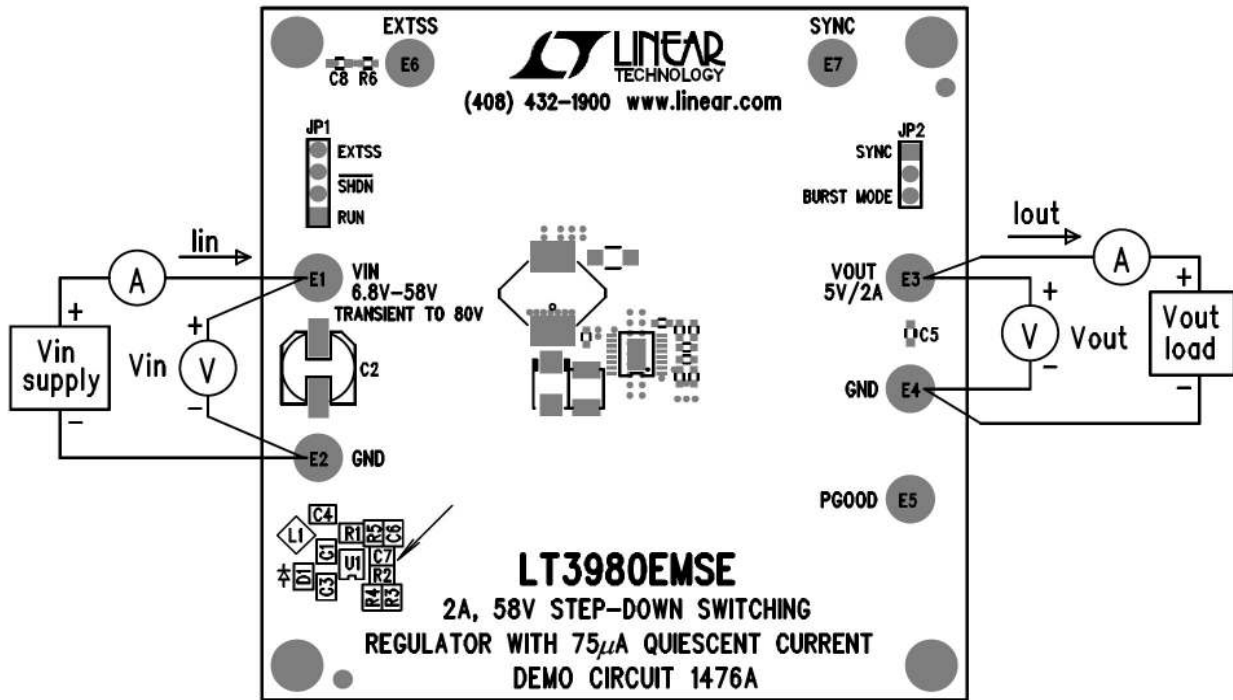 EXTSS
SYNC
E6
E7
C8 R6
LINEAR
TECHNOLOGY
(408) 432-1900 www.linear.com
JP1
EXTSS
SHDN
RUN
JP2
SYNC
BURST MODE
Iin
A
Iout
A
E1
VIN
6.8V-58V
TRANSIENT TO 80V
VOUT
5V/2A
E3
+
Vin
supply
-
Vin
+
V
-
C2
C5
+
V
-
Vout
+
Vout
load
-
GND
E4
E2
GND
PGOOD
E5
C4
L1
R1
R5
C6
C1
U1
C7
R2
D1
C3
R4
R3
LT3980EMSE
2A, 58V STEP-DOWN SWITCHING
REGULATOR WITH 75µA QUIESCENT CURRENT
DEMO CIRCUIT 1476A